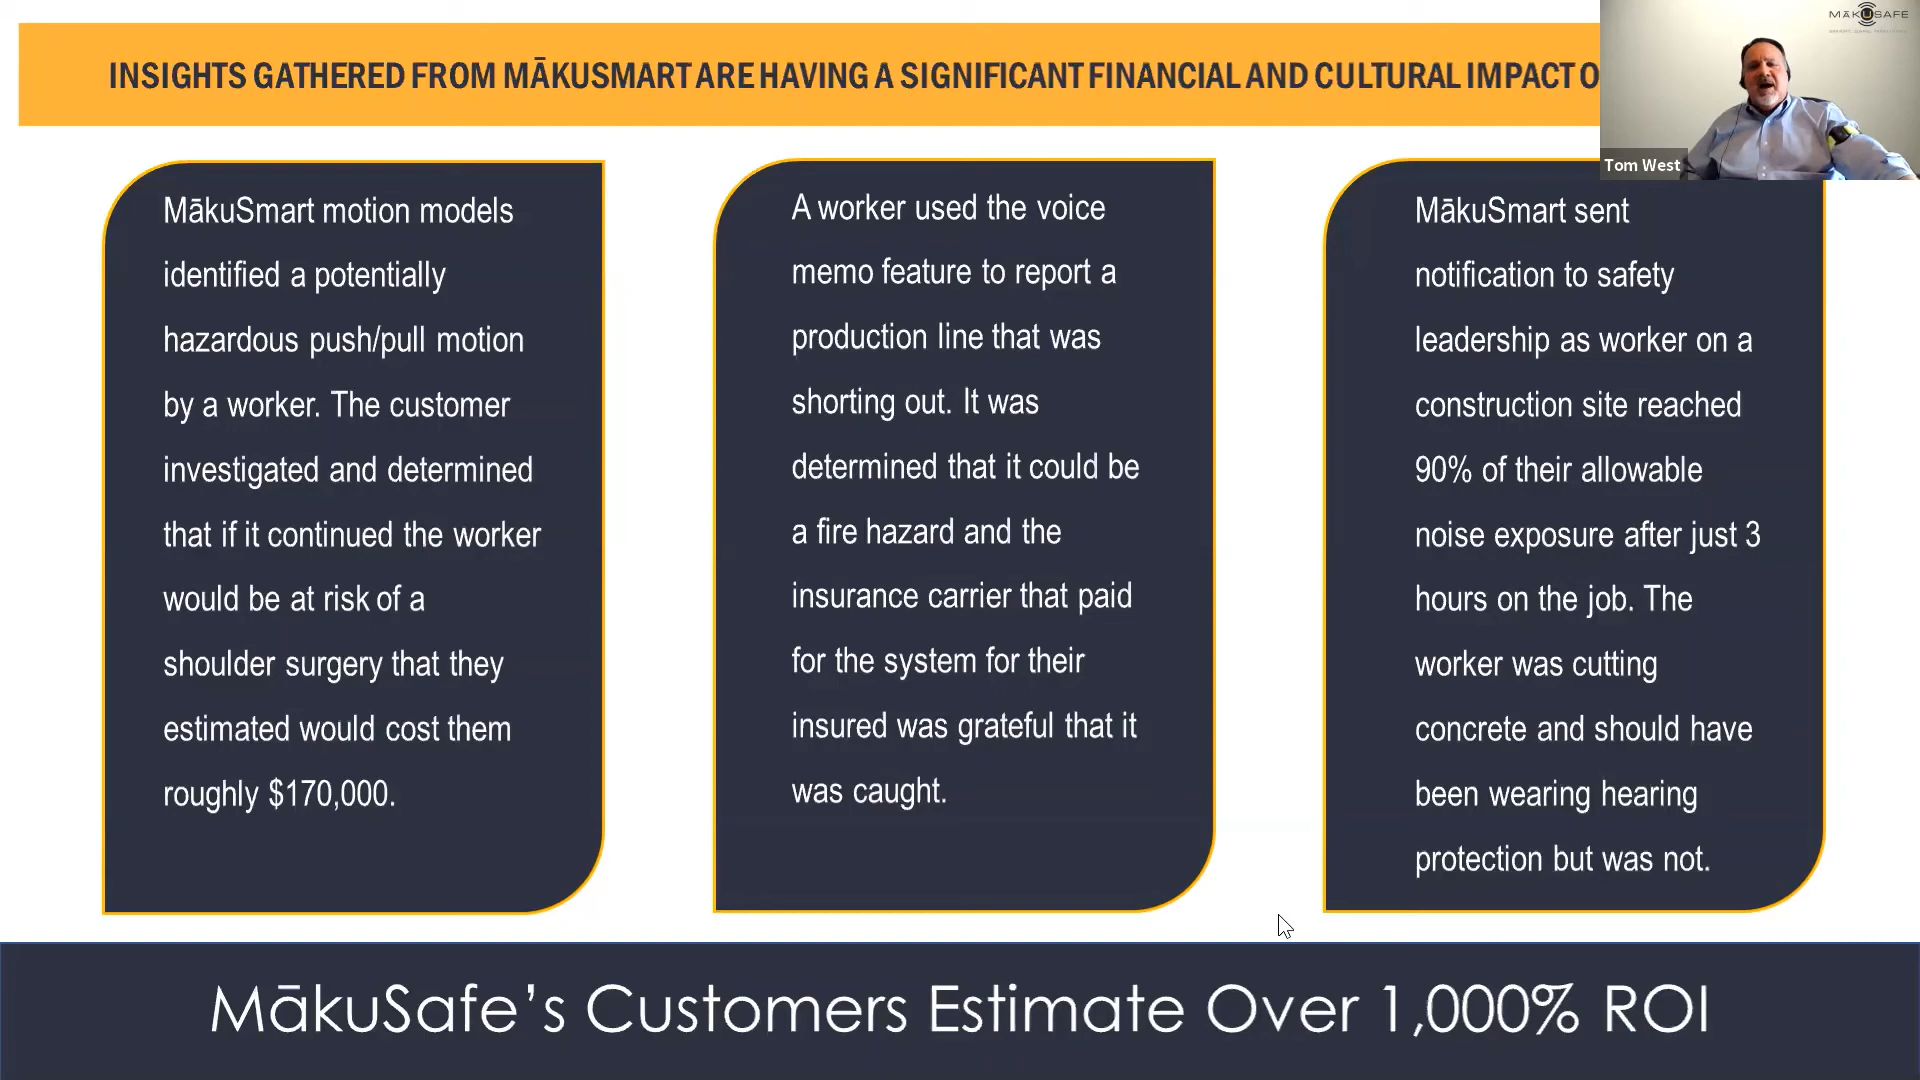 INSIGHTS GATHERED FROM MĀKUSMART ARE HAVING A SIGNIFICANT FINANCIAL AND CULTURAL IMPACT O
MĀKUSAFE
Tom West
MākuSmart motion models
identified a potentially
hazardous push/pull motion
by a worker. The customer
investigated and determined
that if it continued the worker
would be at risk of a
shoulder surgery that they
estimated would cost them
roughly $170,000.
A worker used the voice
memo feature to report a
production line that was
shorting out. It was
determined that it could be
a fire hazard and the
insurance carrier that paid
for the system for their
insured was grateful that it
was caught.
MākuSmart sent
notification to safety
leadership as worker on a
construction site reached
90% of their allowable
noise exposure after just 3
hours on the job. The
worker was cutting
concrete and should have
been wearing hearing
protection but was not.
MākuSafe’s Customers Estimate Over 1,000% ROI